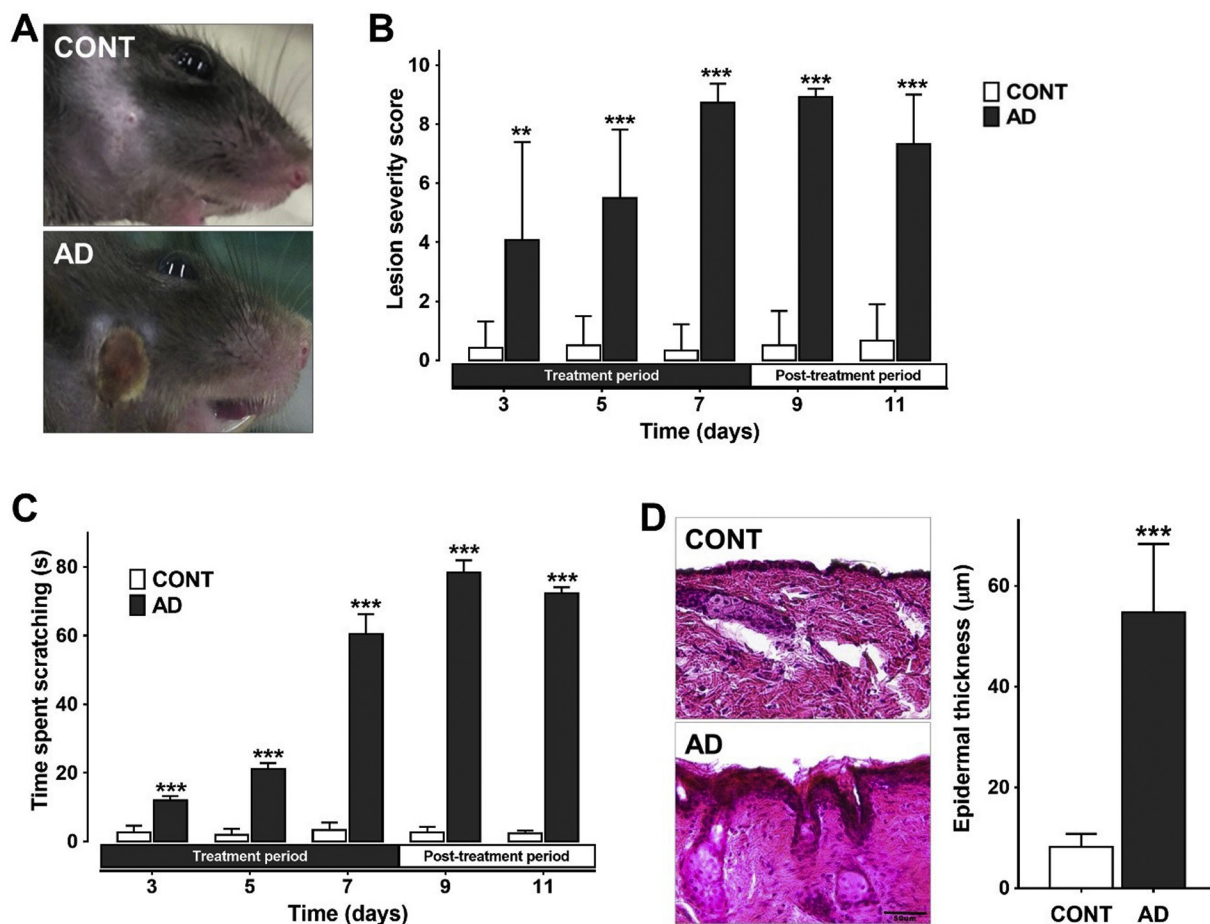 A
CONT
AD
B
Lesion severity score
10
8
6
4
2
0
**
***
***
***
***
CONT
AD
Treatment period
Post-treatment period
3 5 7 9 11
Time (days)
C
Time spent scratching (s)
80
60
40
20
0
CONT
AD
***
***
***
***
***
Treatment period
Post-treatment period
3 5 7 9 11
Time (days)
D
CONT
AD
50um
Epidermal thickness (μm)
60
40
20
0
***
CONT AD